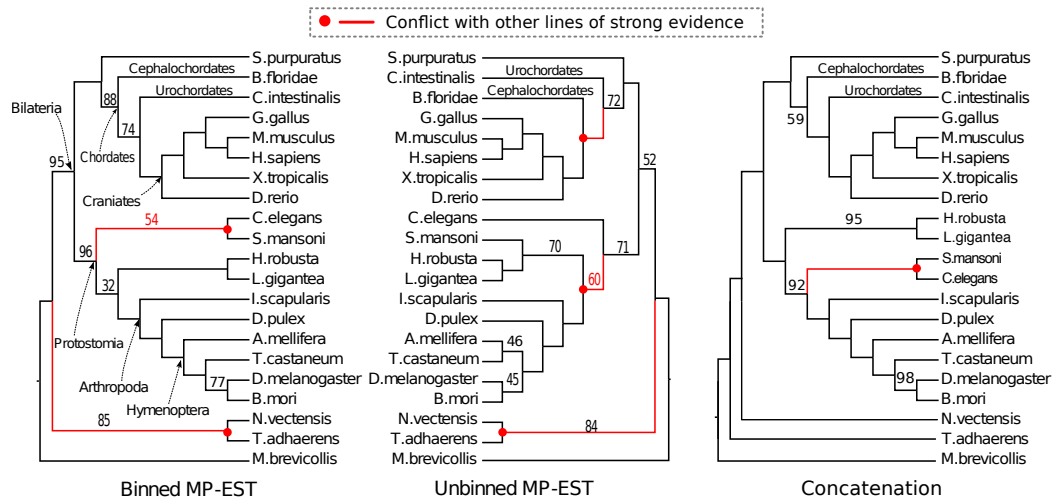 Conflict with other lines of strong evidence
S.purpuratus
Cephalochordates
B.floridae
88
Urochordates
C.intestinalis
Bilateria
74
G.gallus
Chordates
M.musculus
95
H.sapiens
X.tropicalis
Craniates
D.rerio
54
C.elegans
S.mansoni
96
H.robusta
32
L.gigantea
I.scapularis
D.pulex
Protostomia
A.mellifera
T.castaneum
Arthropoda
77
D.melanogaster
Hymenoptera
B.mori
85
N.vectensis
T.adhaerens
M.brevicollis
Binned MP-EST
S.purpuratus
Urochordates
C.intestinalis
Cephalochordates
B.floridae
72
G.gallus
M.musculus
H.sapiens
52
X.tropicalis
D.rerio
C.elegans
S.mansoni
70
71
H.robusta
60
L.gigantea
I.scapularis
D.pulex
A.mellifera
46
T.castaneum
D.melanogaster
45
B.mori
N.vectensis
84
T.adhaerens
M.brevicollis
Unbinned MP-EST
S.purpuratus
Cephalochordates
B.floridae
Urochordates
C.intestinalis
59
G.gallus
M.musculus
H.sapiens
X.tropicalis
D.rerio
95
H.robusta
L.gigantea
S.mansoni
92
C.elegans
I.scapularis
D.pulex
A.mellifera
T.castaneum
98
D.melanogaster
B.mori
N.vectensis
T.adhaerens
M.brevicollis
Concatenation